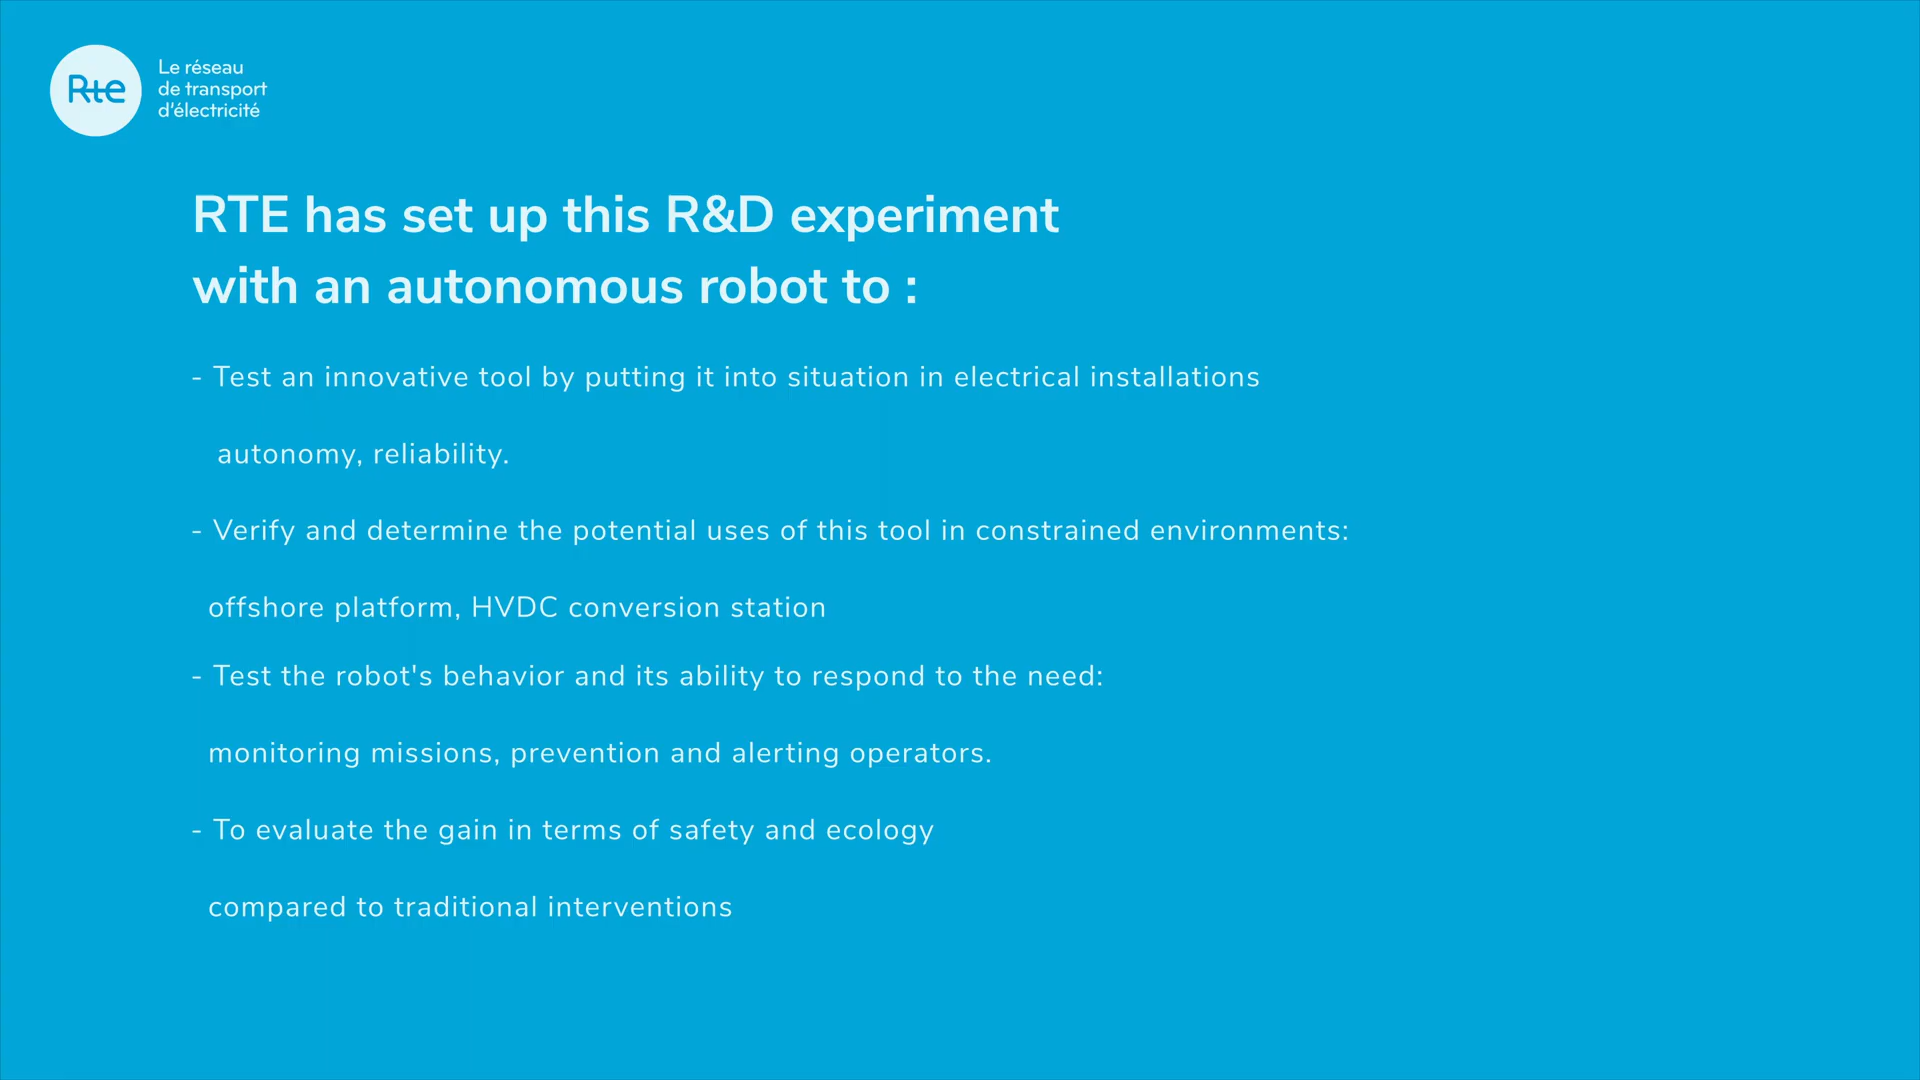 Rte
Le réseau
de transport
d'électricité
RTE has set up this R&D experiment
with an autonomous robot to :
- Test an innovative tool by putting it into situation in electrical installations
autonomy, reliability.
- Verify and determine the potential uses of this tool in constrained environments:
offshore platform, HVDC conversion station
- Test the robot's behavior and its ability to respond to the need:
monitoring missions, prevention and alerting operators.
- To evaluate the gain in terms of safety and ecology
compared to traditional interventions